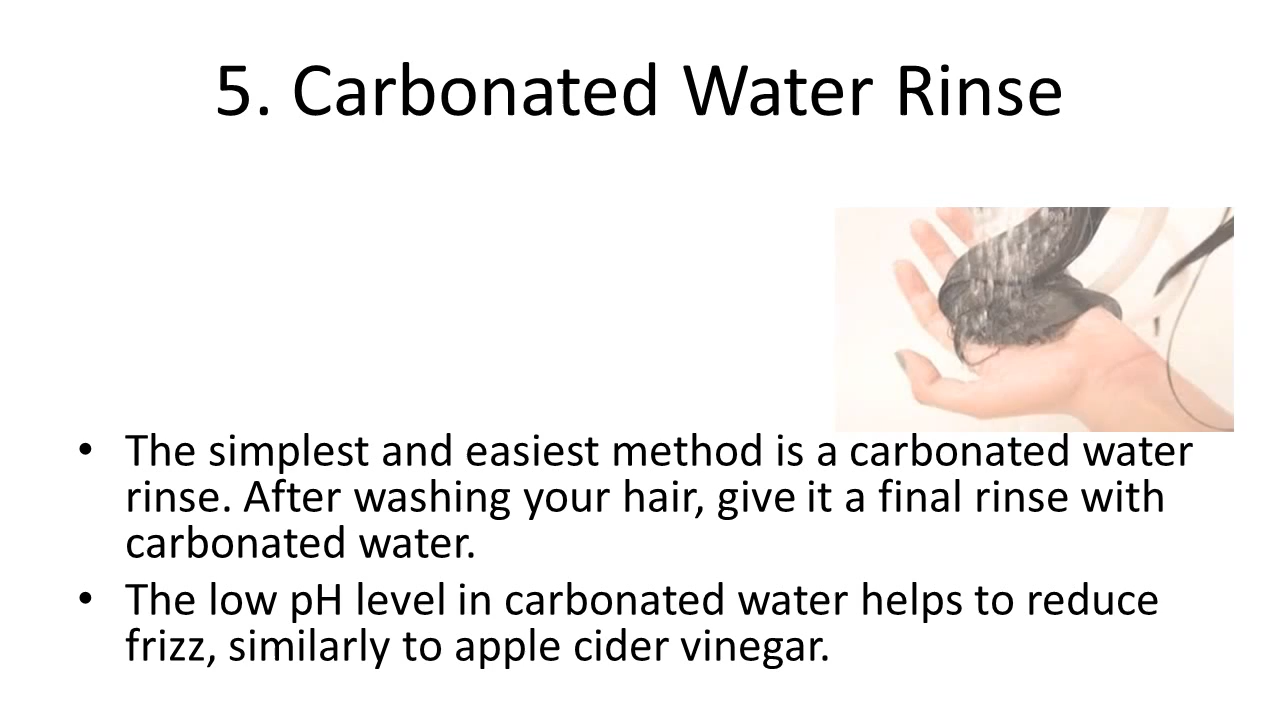 5. Carbonated Water Rinse
• The simplest and easiest method is a carbonated water
rinse. After washing your hair, give it a final rinse with
carbonated water.
• The low pH level in carbonated water helps to reduce
frizz, similarly to apple cider vinegar.